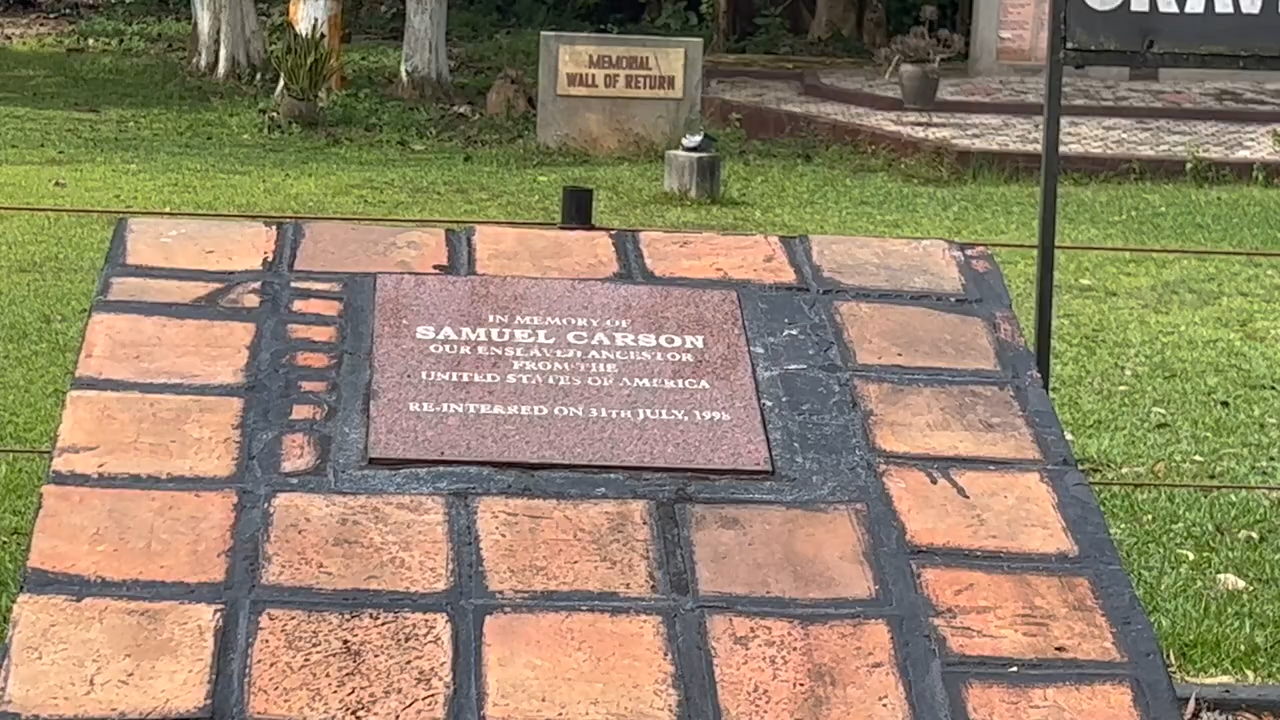 MEMORIAL
WALL OF RETURN
IN MEMORY OF
SAMUEL CARSON
OUR ENSLAVED ANCESTOR
FROM THE
UNITED STATES OF AMERICA
RE-INTERRED ON 31TH JULY, 1998